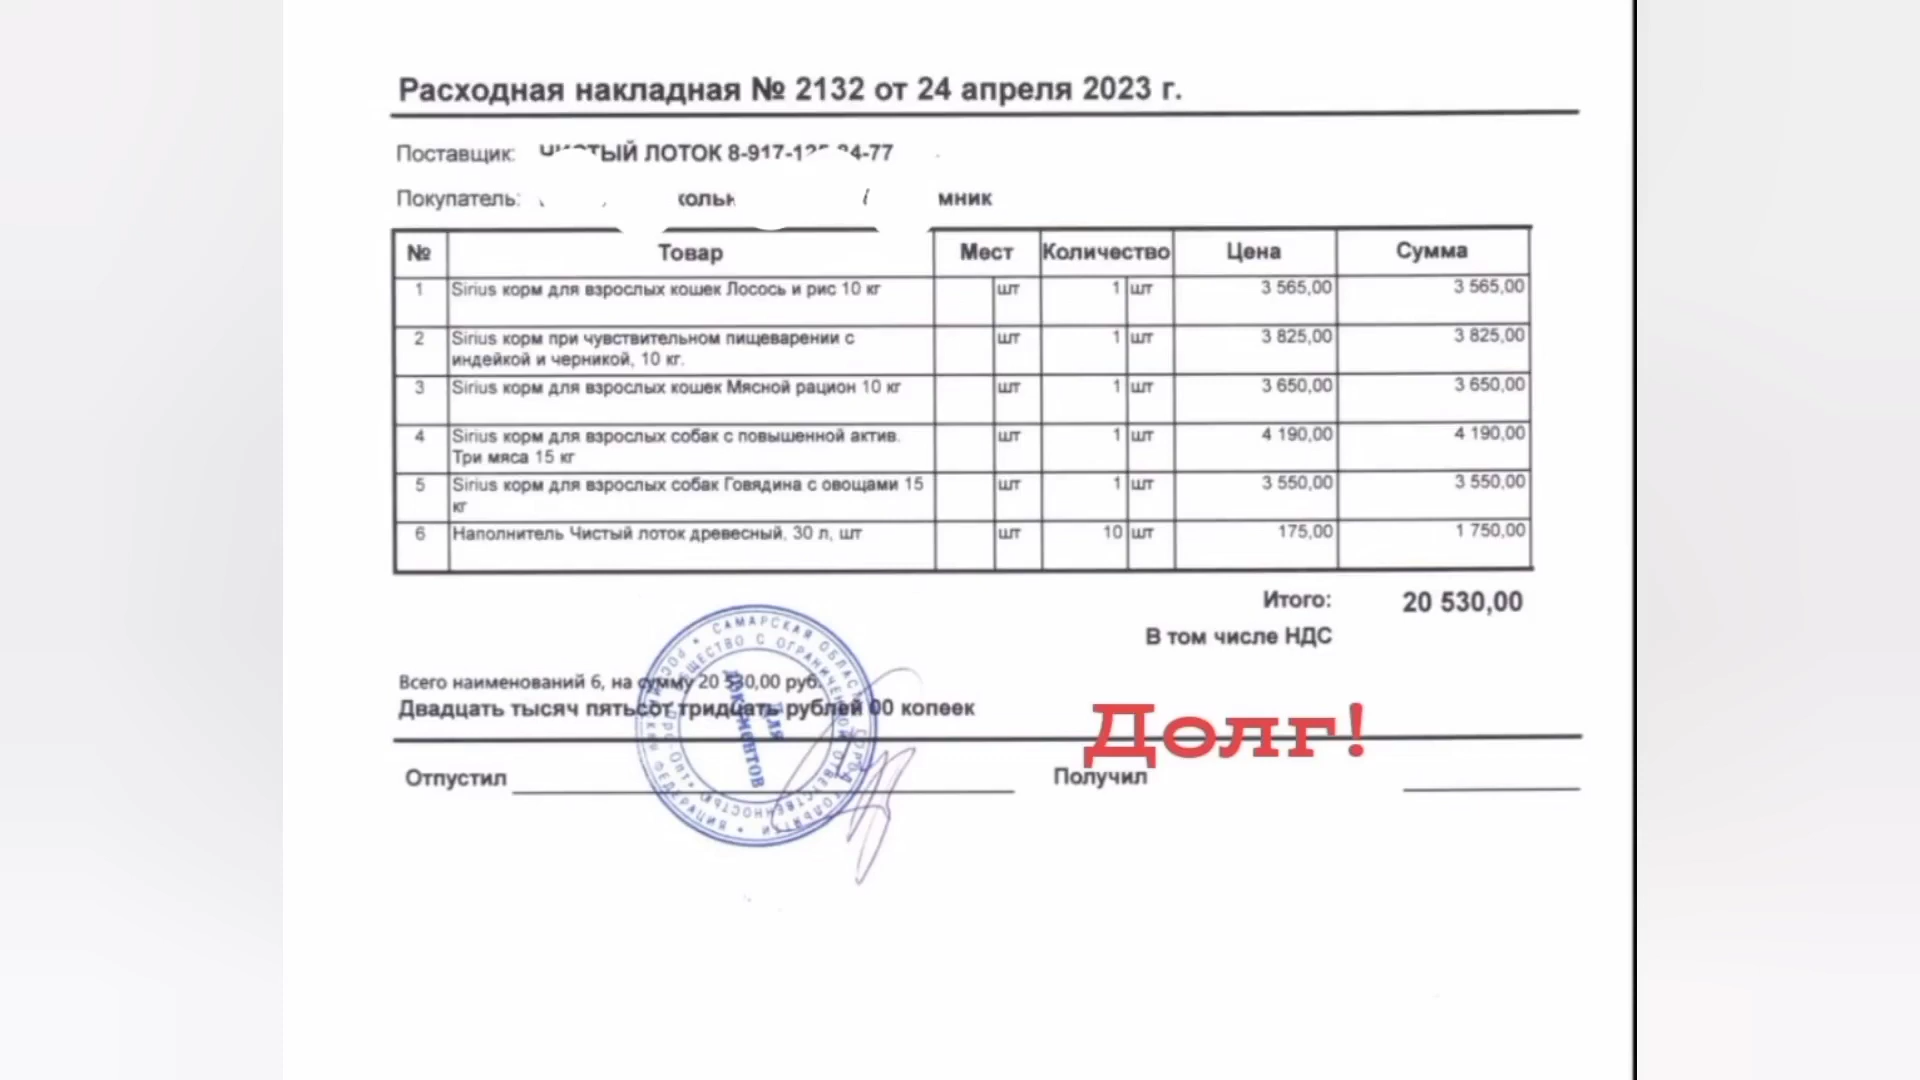 Расходная накладная № 2132 от 24 апреля 2023 г.
Поставщик: ЛОТОК
Покупатель:
№ Товар Мест Количество Цена Сумма
1 Sirius корм для взрослых кошек Лосось и рис 10 кг шт 1 шт 3 565,00 3 565,00
2 Sirius корм при чувствительном пищеварении с индейкой и черникой, 10 кг. шт 1 шт 3 825,00 3 825,00
3 Sirius корм для взрослых кошек Мясной рацион 10 кг шт 1 шт 3 650,00 3 650,00
4 Sirius корм для взрослых собак с повышенной актив. Три мяса 15 кг шт 1 шт 4 190,00 4 190,00
5 Sirius корм для взрослых собак Говядина с овощами 15 кг шт 1 шт 3 550,00 3 550,00
6 Наполнитель Чистый лоток древесный, 30 л, шт шт 10 шт 175,00 1 750,00
Итого: 20 530,00
В том числе НДС
Всего наименований 6, на сумму 20 530,00 руб.
Двадцать тысяч пятьсот тридцать рублей 00 копеек
Долг!
Отпустил Получил
САМАРСКАЯ ОБЛАСТЬ
ОБЩЕСТВО С ОГРАНИЧЕННОЙ ОТВЕТСТВЕННОСТЬЮ
для документов